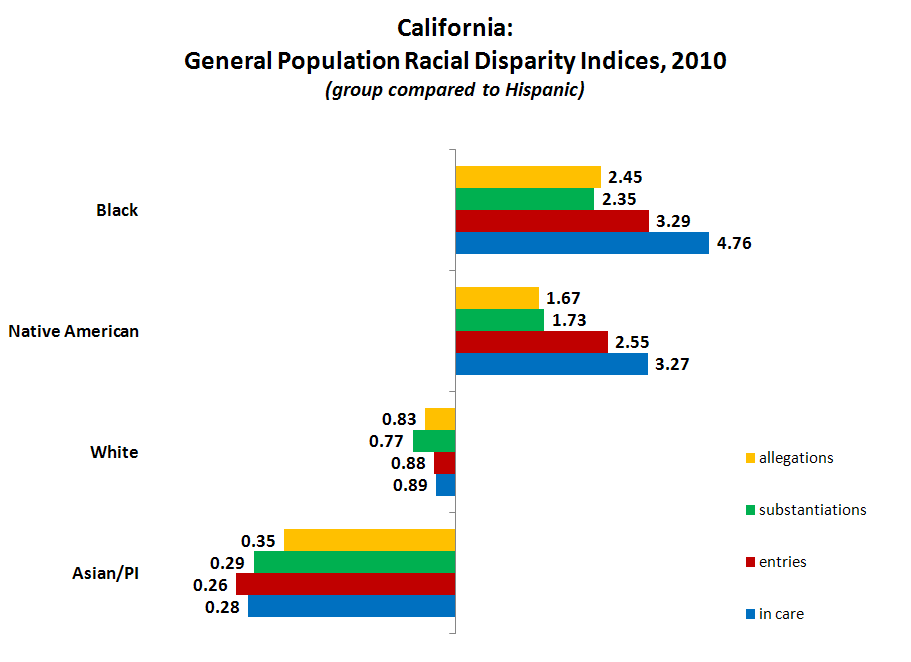 California:
General Population Racial Disparity Indices, 2010
(group compared to Hispanic)
Black
2.45
2.35
3.29
4.76
Native American
1.67
1.73
2.55
3.27
White
0.83
0.77
0.88
0.89
Asian/PI
0.35
0.29
0.26
0.28
allegations
substantiations
entries
in care